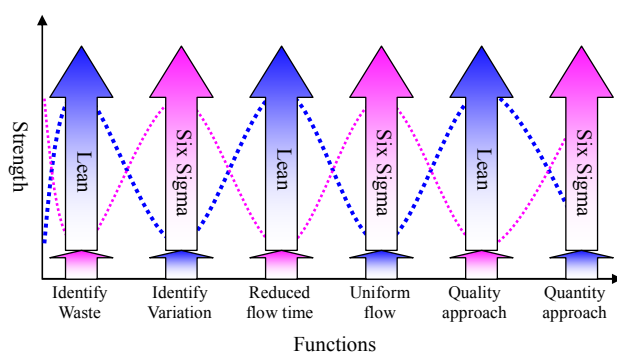 Strength
Lean
Six Sigma
Lean
Six Sigma
Lean
Six Sigma
Identify
Waste
Identify
Variation
Reduced
flow time
Uniform
flow
Quality
approach
Quantity
approach
Functions